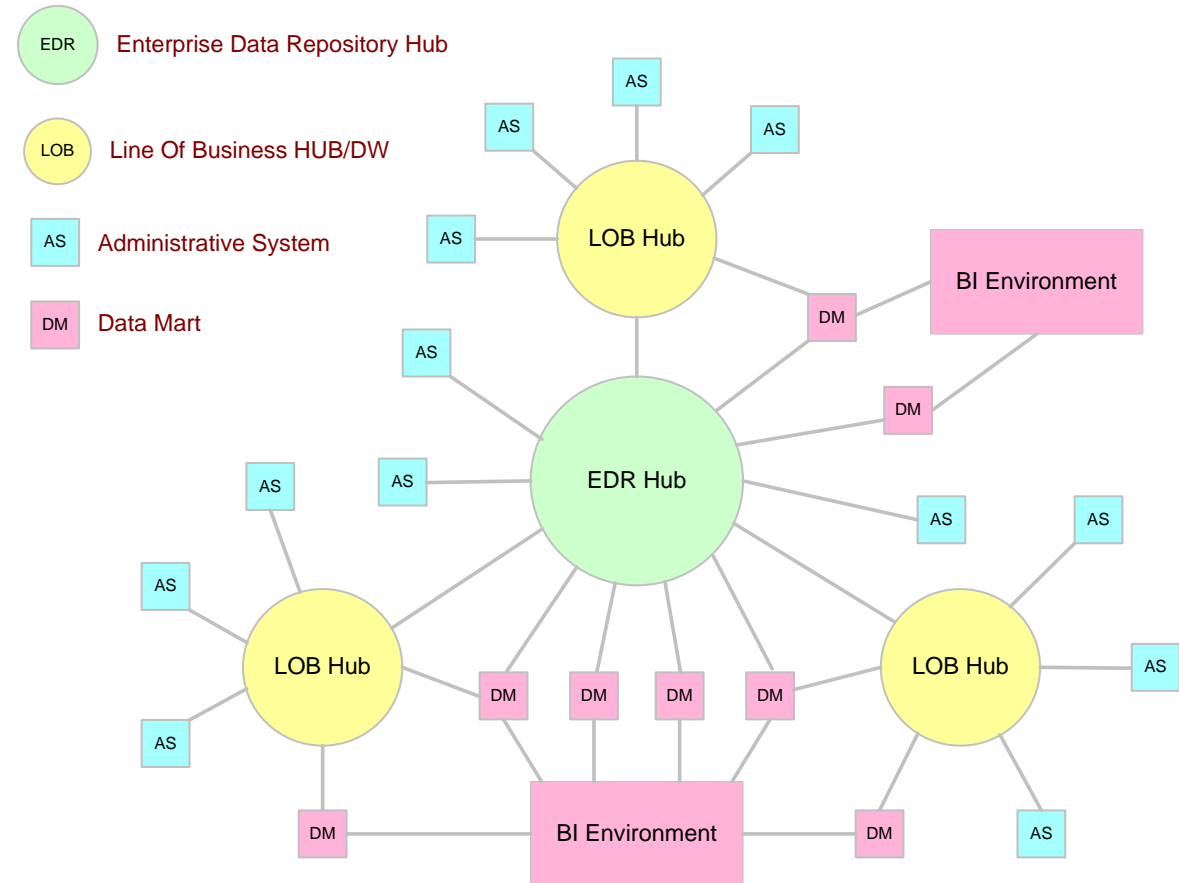 EDR Enterprise Data Repository Hub
LOB Line Of Business HUB/DW
AS Administrative System
DM Data Mart
AS
AS
AS
AS
LOB Hub
BI Environment
DM
AS
DM
AS
EDR Hub
AS
AS
AS
AS
LOB Hub
LOB Hub
AS
DM
DM
DM
DM
AS
DM
BI Environment
DM
AS